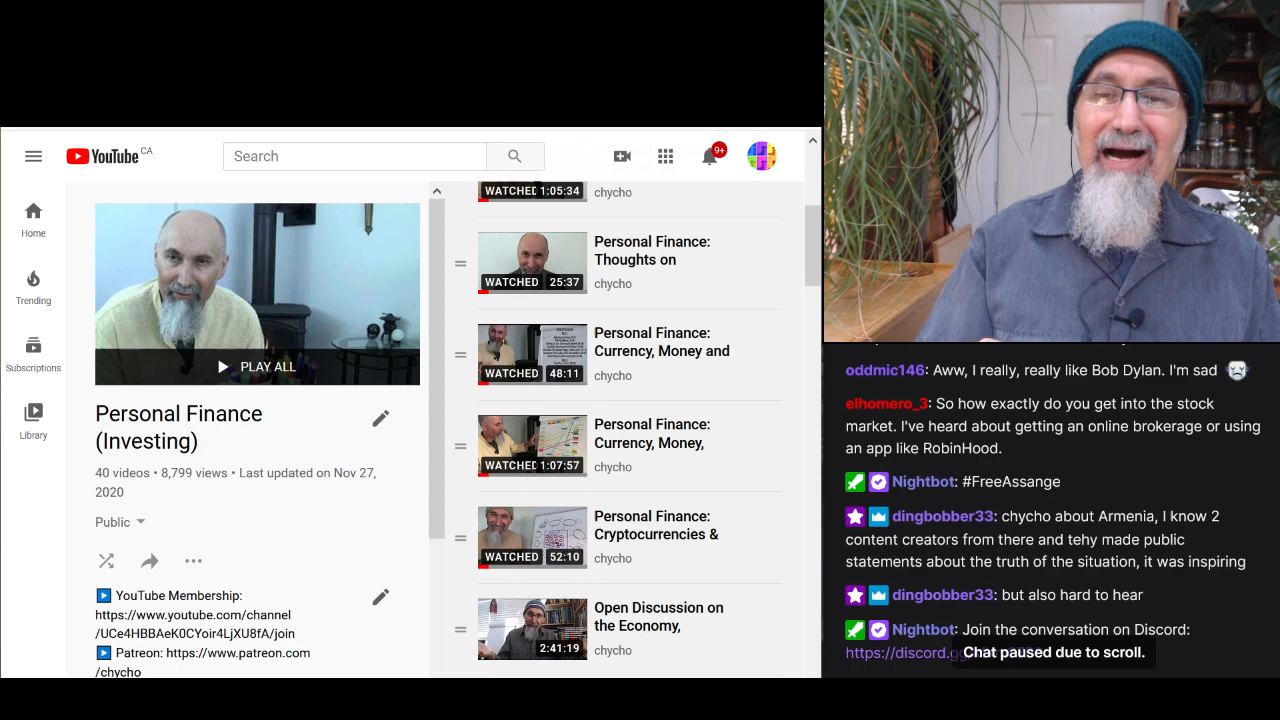 YouTube CA
Search
9+
Home
Trending
Subscriptions
Library
PLAY ALL
Personal Finance
(Investing)
40 videos • 8,799 views • Last updated on Nov 27,
2020
Public
YouTube Membership:
https://www.youtube.com/channel
/UCe4HBBAeK0CYoir4LjXU8fA/join
Patreon: https://www.patreon.com
/chycho
WATCHED 1:05:34
chycho
WATCHED 25:37
Personal Finance:
Thoughts on
chycho
WATCHED 48:11
Personal Finance:
Currency, Money and
chycho
WATCHED 1:07:57
Personal Finance:
Currency, Money,
chycho
WATCHED 52:10
Personal Finance:
Cryptocurrencies &
chycho
2:41:19
Open Discussion on
the Economy,
chycho
oddmic146: Aww, I really, really like Bob Dylan. I'm sad
elhomero_3: So how exactly do you get into the stock
market. I've heard about getting an online brokerage or using
an app like RobinHood.
Nightbot: #FreeAssange
dingbobber33: chycho about Armenia, I know 2
content creators from there and tehy made public
statements about the truth of the situation, it was inspiring
dingbobber33: but also hard to hear
Nightbot: Join the conversation on Discord:
https://discord.g
Chat paused due to scroll.